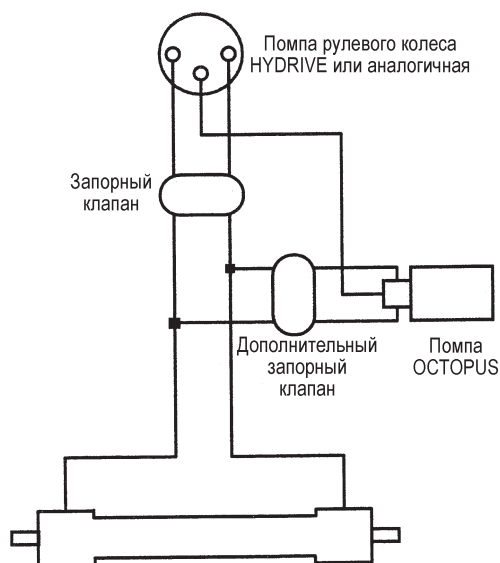 Помпа рулевого колеса
HYDRIVE или аналогичная
Запорный
клапан
Дополнительный
запорный
клапан
Помпа
OCTOPUS